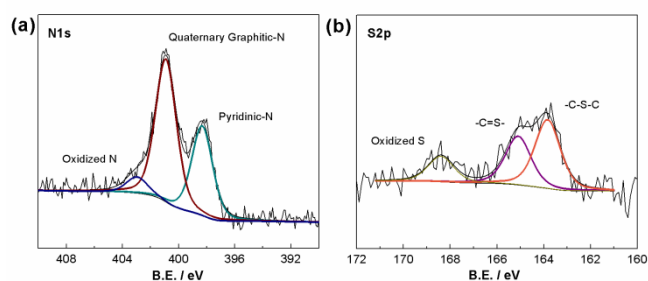 (a)
N1s
Quaternary Graphitic-N
Pyridinic-N
Oxidized N
408 404 400 396 392
B.E. / eV
(b)
S2p
-C-S-C
-C=S-
Oxidized S
172 170 168 166 164 162 160
B.E. / eV